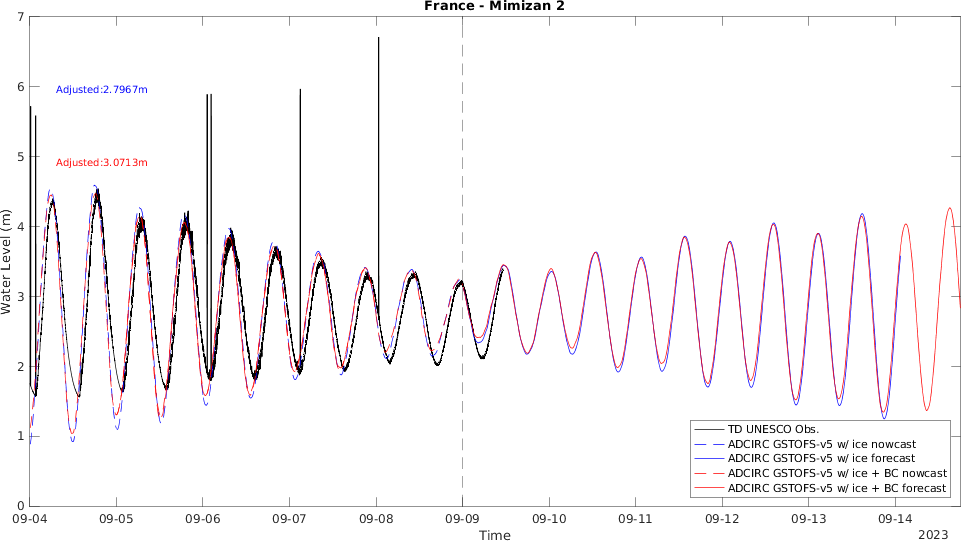 France - Mimizan 2
7
6
5
4
3
2
1
0
Water Level (m)
Adjusted:2.7967m
Adjusted:3.0713m
TD UNESCO Obs.
ADCIRC GSTOFS-v5 w/ ice nowcast
ADCIRC GSTOFS-v5 w/ ice forecast
ADCIRC GSTOFS-v5 w/ ice + BC nowcast
ADCIRC GSTOFS-v5 w/ ice + BC forecast
09-04 09-05 09-06 09-07 09-08 09-09 09-10 09-11 09-12 09-13 09-14
Time
2023